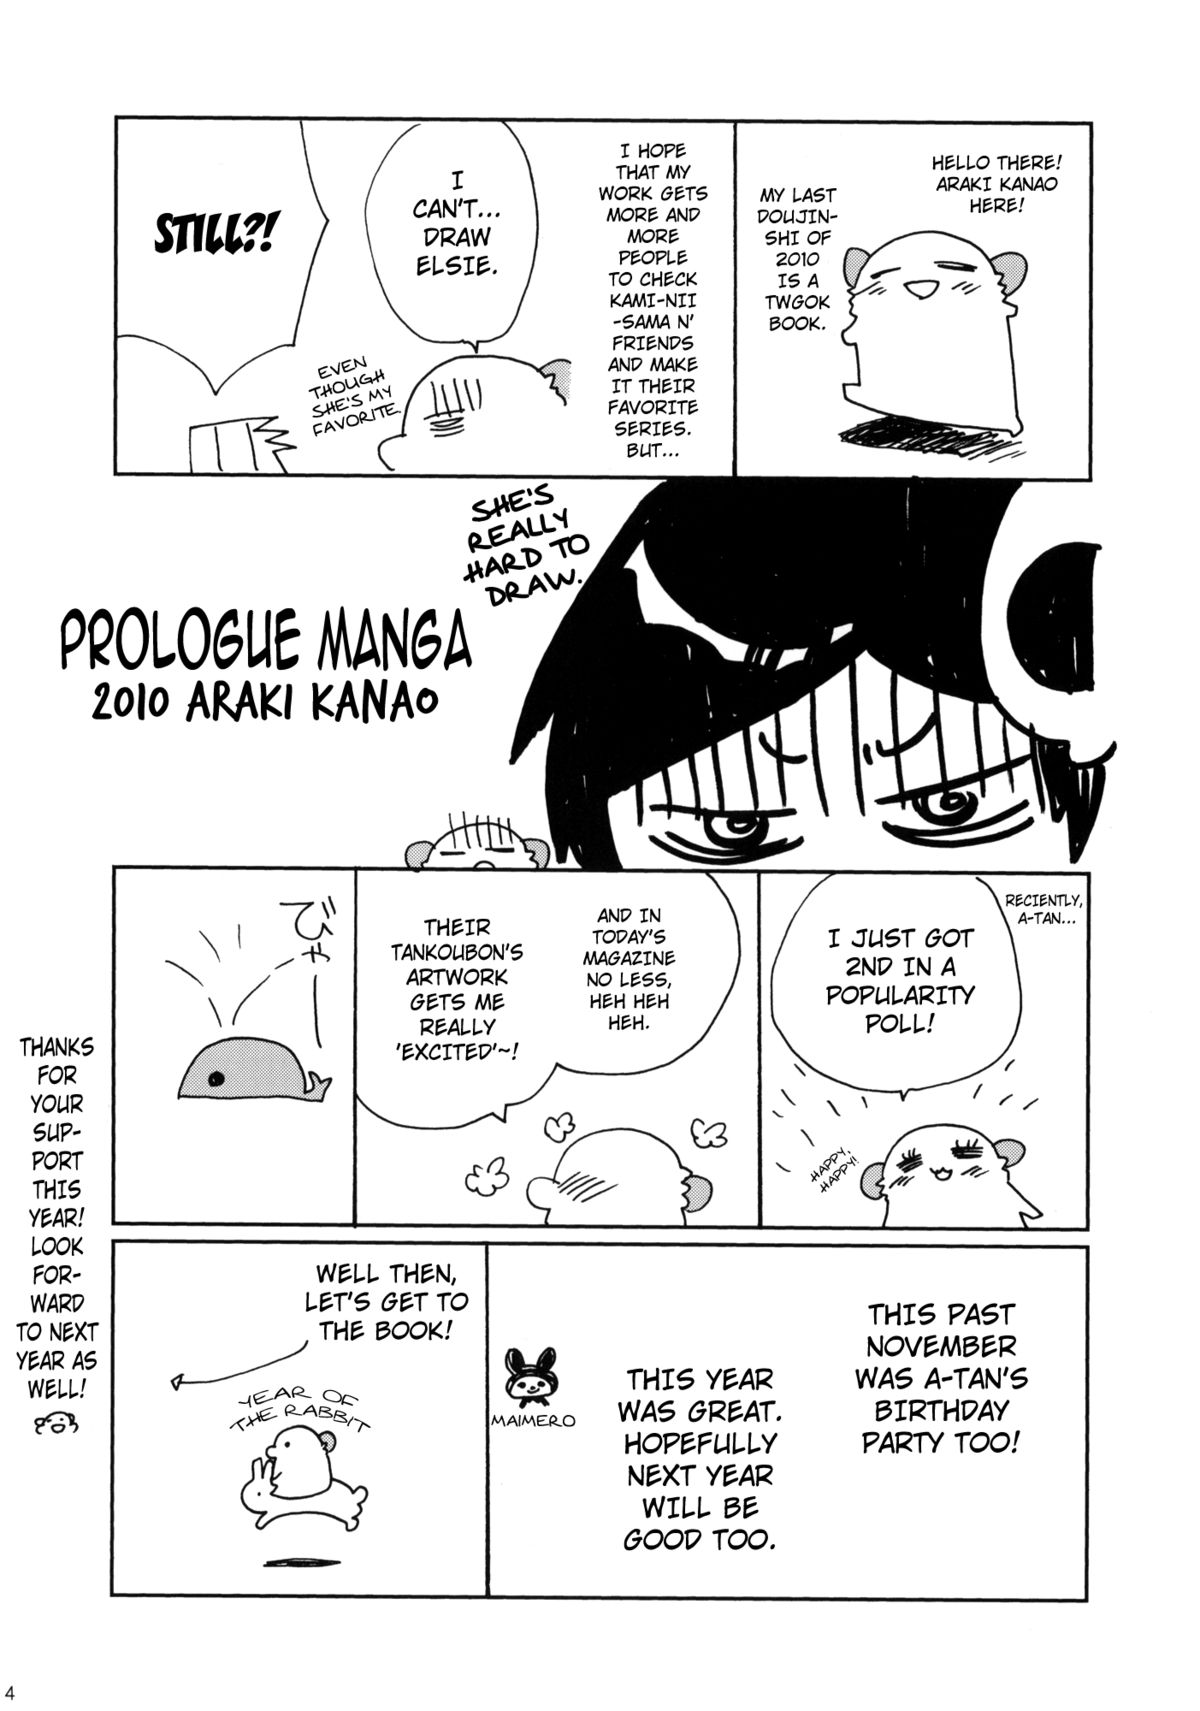 HELLO THERE!
ARAKI KANAO
HERE!
MY LAST
DOUJIN-
SHI OF
2010
IS A
TWGOK
BOOK.
I HOPE
THAT MY
WORK GETS
MORE AND
MORE
PEOPLE
TO CHECK
KAMI-NII
-SAMA N'
FRIENDS
AND MAKE
IT THEIR
FAVORITE
SERIES.
BUT...
I
CAN'T...
DRAW
ELSIE.
EVEN
THOUGH
SHE'S MY
FAVORITE.
STILL?!
SHE'S
REALLY
HARD TO
DRAW.
PROLOGUE MANGA
2010 ARAKI KANAO
RECIENTLY,
A-TAN...
I JUST GOT
2ND IN A
POPULARITY
POLL!
HAPPY,
HAPPY!
AND IN
TODAY'S
MAGAZINE
NO LESS,
HEH HEH
HEH.
THEIR
TANKOUBON'S
ARTWORK
GETS ME
REALLY
'EXCITED'~!
THIS PAST
NOVEMBER
WAS A-TAN'S
BIRTHDAY
PARTY TOO!
THIS YEAR
WAS GREAT.
HOPEFULLY
NEXT YEAR
WILL BE
GOOD TOO.
MAIMERO
WELL THEN,
LET'S GET TO
THE BOOK!
YEAR OF
THE RABBIT
THANKS
FOR
YOUR
SUP-
PORT
THIS
YEAR!
LOOK
FOR-
WARD
TO NEXT
YEAR AS
WELL!
4